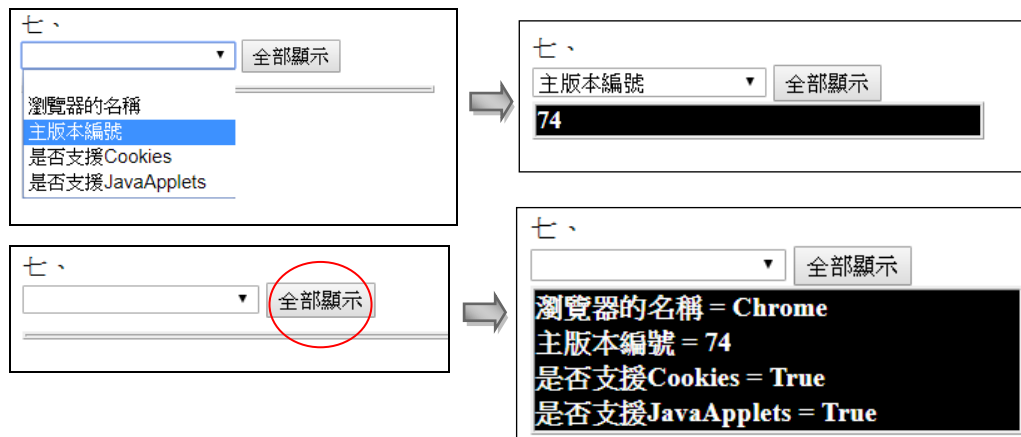 七、
全部顯示
瀏覽器的名稱
主版本編號
是否支援Cookies
是否支援JavaApplets
七、
主版本編號 全部顯示
74
七、
全部顯示
七、
全部顯示
瀏覽器的名稱 = Chrome
主版本編號 = 74
是否支援Cookies = True
是否支援JavaApplets = True